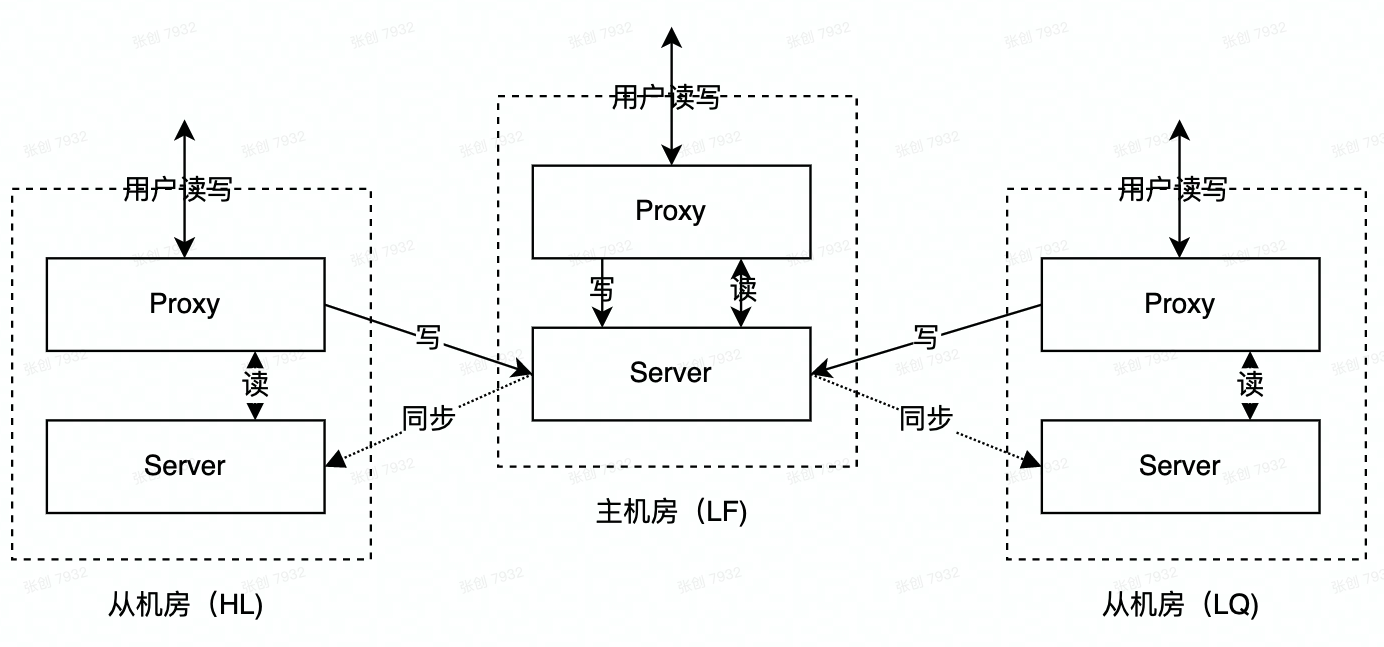 用户读写
Proxy
读
Server
从机房（HL)
写
同步
用户读写
Proxy
写
读
Server
主机房（LF)
写
同步
用户读写
Proxy
读
Server
从机房（LQ)
张创 7932